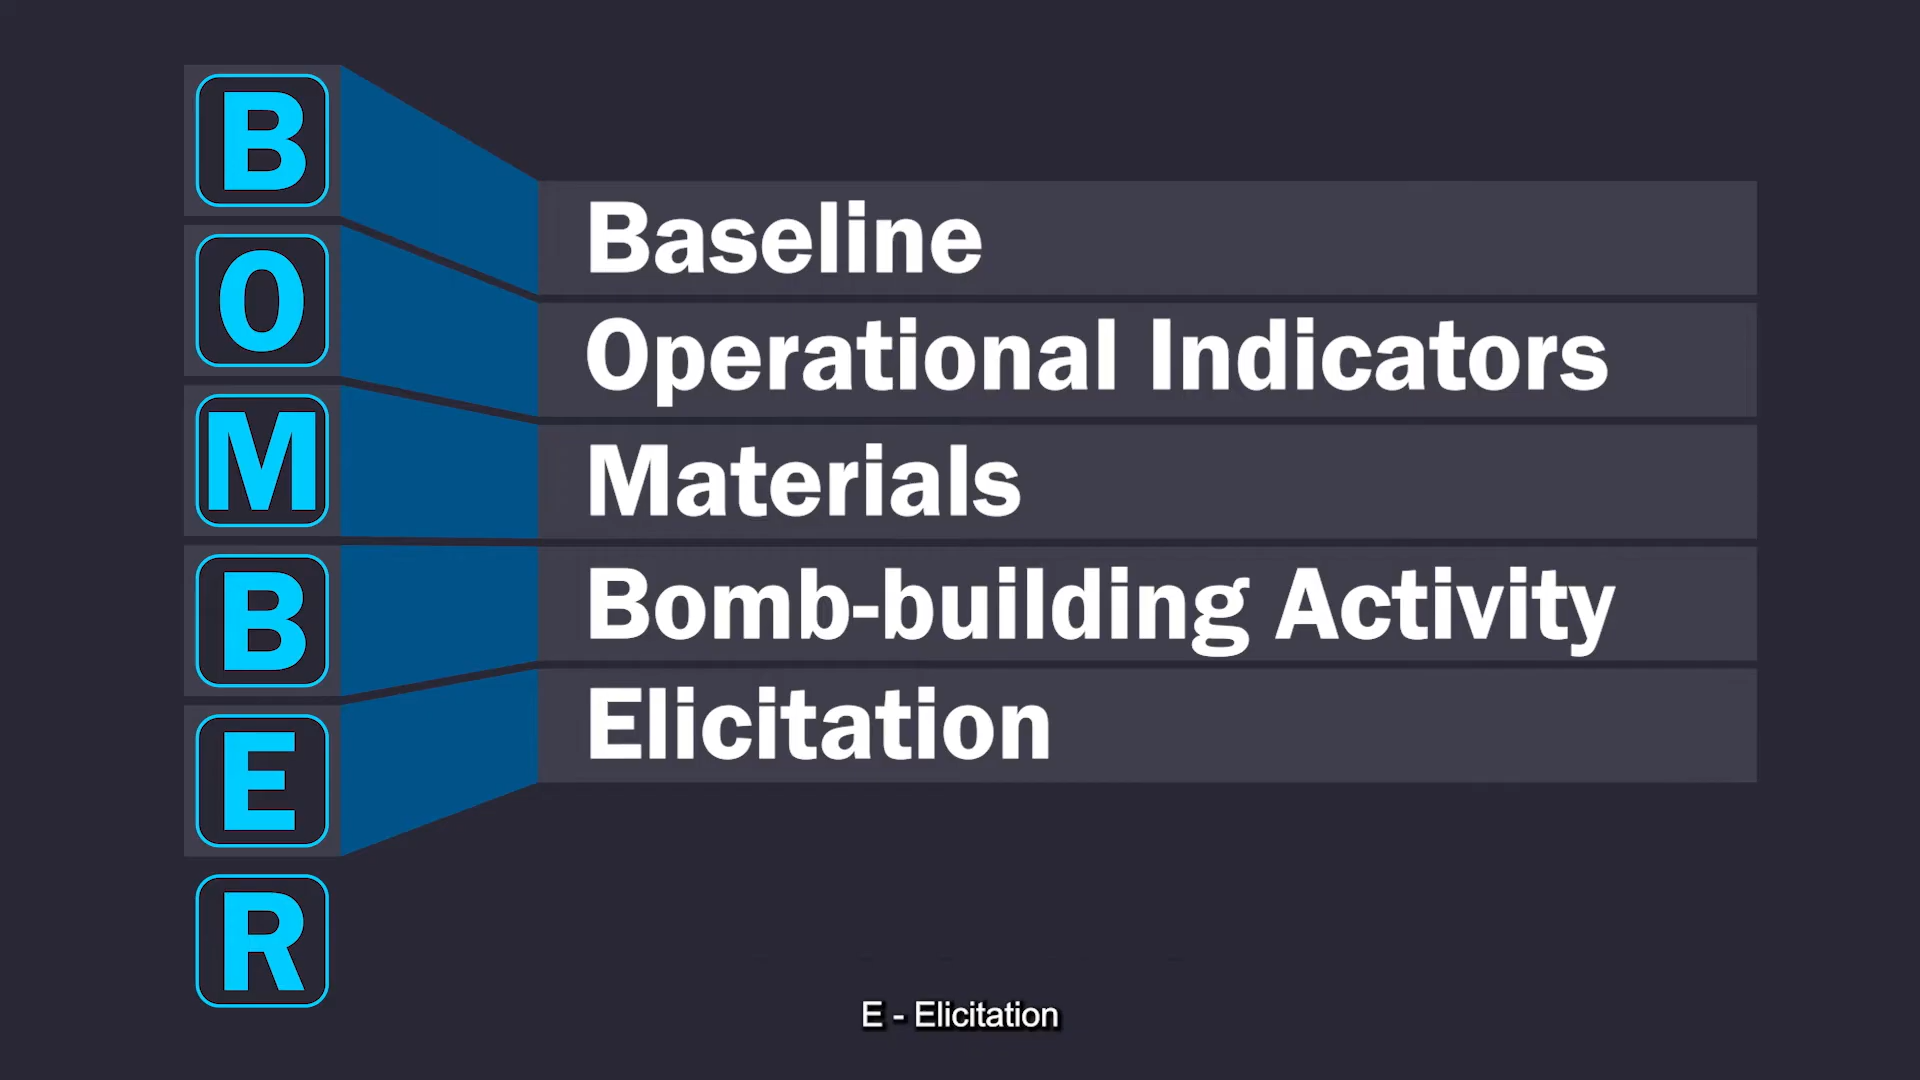 B
Baseline
O
Operational Indicators
M
Materials
B
Bomb-building Activity
E
Elicitation
R
E - Elicitation